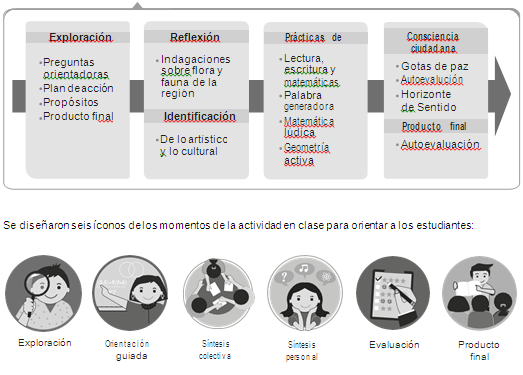 Exploración
Preguntas
orientadoras
Plan de acción
Propósitos
Producto final
Reflexión
Indagaciones
sobre flora y
fauna de la
región
Identificación
De lo artístico
y lo cultural
Prácticas de
Lectura,
escritura y
matemáticas
Palabra
generadora
Matemática
lúdica
Geometría
activa
Consciencia
ciudadana
Gotas de paz
Autoevalución
Horizonte
de Sentido
Producto final
Autoevaluación
Se diseñaron seis íconos de los momentos de la actividad en clase para orientar a los estudiantes:
Exploración
Orientación
guiada
Síntesis
colectiva
Síntesis
personal
Evaluación
Producto
final